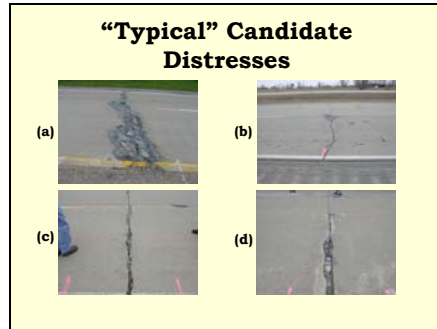 “Typical” Candidate
Distresses
(a)
(b)
(c)
(d)